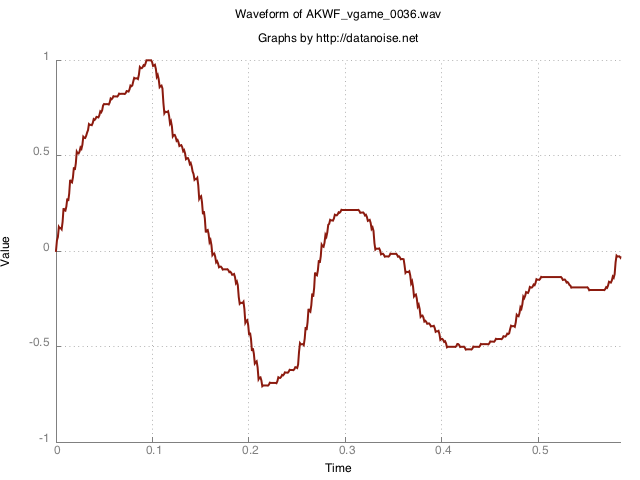 Waveform of AKWF_vgame_0036.wav
Graphs by http://datanoise.net
1
0.5
0
-0.5
-1
Value
0 0.1 0.2 0.3 0.4 0.5
Time